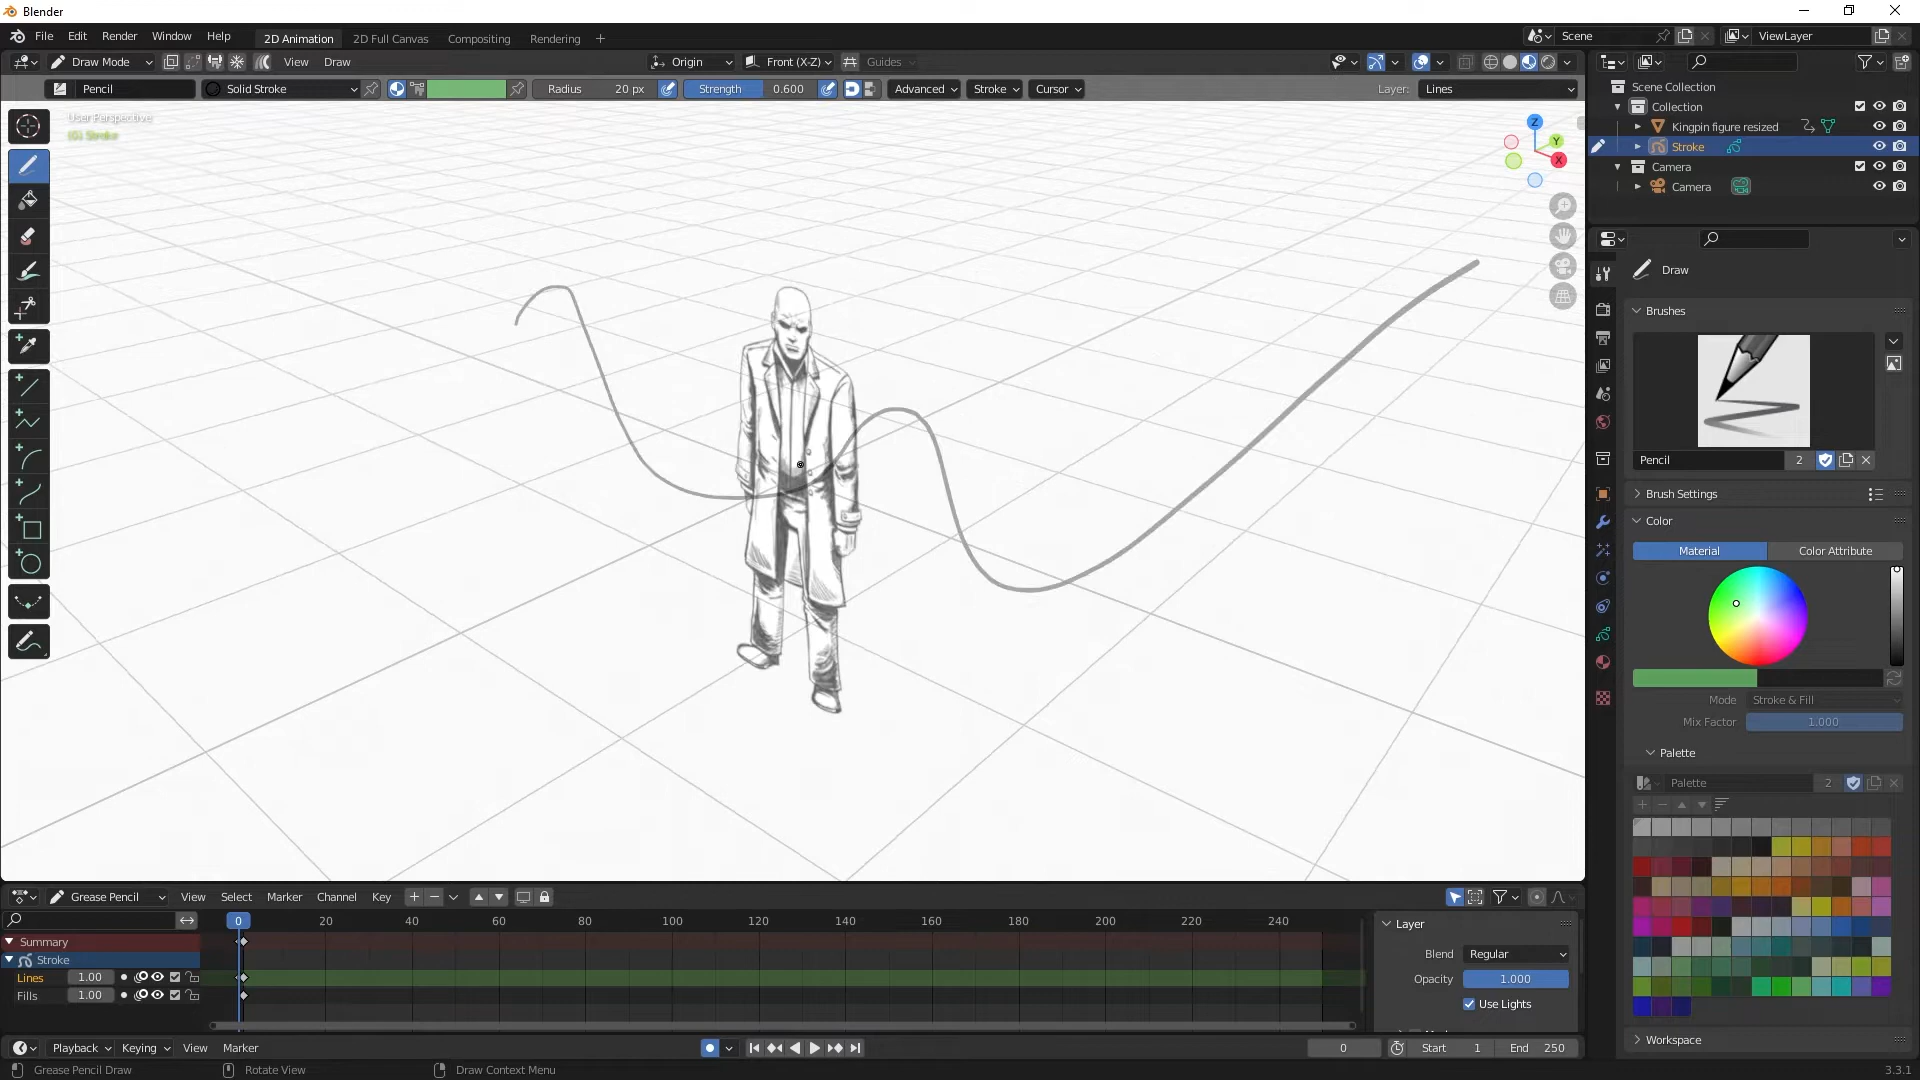 Blender
File Edit Render Window Help 2D Animation 2D Full Canvas Compositing Rendering + Scene ViewLayer
Draw Mode View Draw Origin Front (X-Z) Guides
Pencil Solid Stroke Radius 20 px Strength 0.600 Advanced Stroke Cursor Layer: Lines
User Perspective
(0) Stroke
Z
Y
X
Scene Collection
Collection
Kingpin figure resized
Stroke
Camera
Camera
Draw
Brushes
Pencil 2
Brush Settings
Color
Material Color Attribute
Mode Stroke & Fill
Mix Factor 1.000
Palette
Palette 2
Workspace
Grease Pencil View Select Marker Channel Key
0 20 40 60 80 100 120 140 160 180 200 220 240
Summary
Stroke
Lines 1.00
Fills 1.00
Layer
Blend Regular
Opacity 1.000
Use Lights
Playback Keying View Marker 0 Start 1 End 250
Grease Pencil Draw Rotate View Draw Context Menu 3.3.1